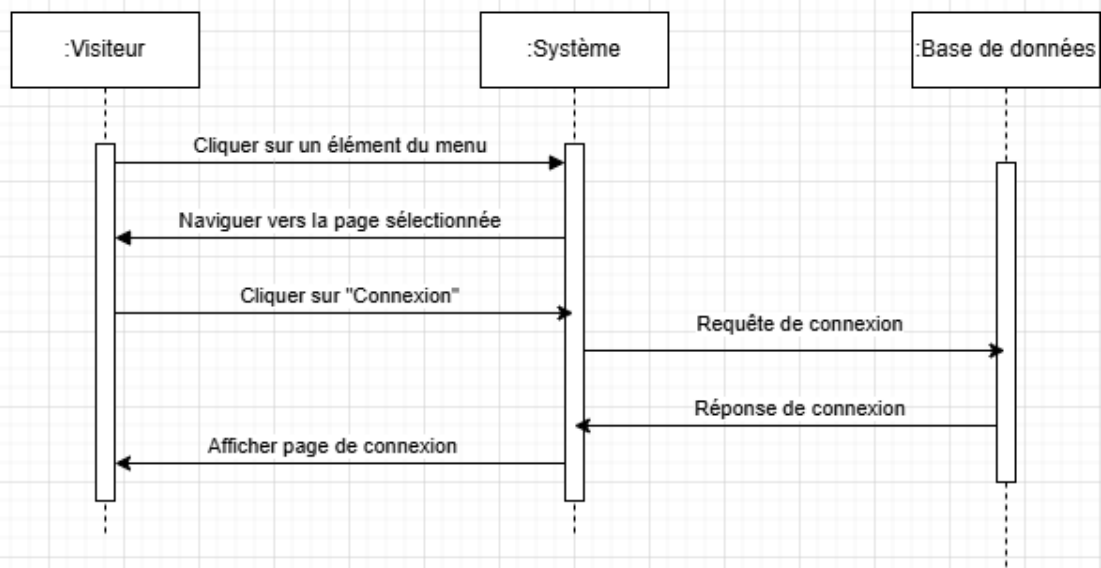 :Visiteur
:Système
:Base de données
Cliquer sur un élément du menu
Naviguer vers la page sélectionnée
Cliquer sur "Connexion"
Requête de connexion
Réponse de connexion
Afficher page de connexion